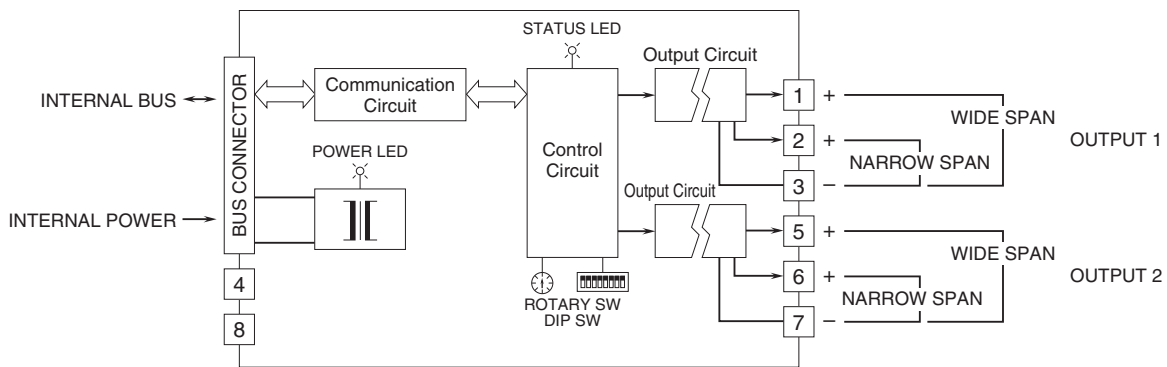 STATUS LED
Output Circuit
BUS CONNECTOR
Communication
Circuit
INTERNAL BUS
1 +
WIDE SPAN
2 +
OUTPUT 1
POWER LED
Control
Circuit
NARROW SPAN
3 −
Output Circuit
INTERNAL POWER
5 +
WIDE SPAN
4
6 +
OUTPUT 2
NARROW SPAN
ROTARY SW
DIP SW
8
7 −